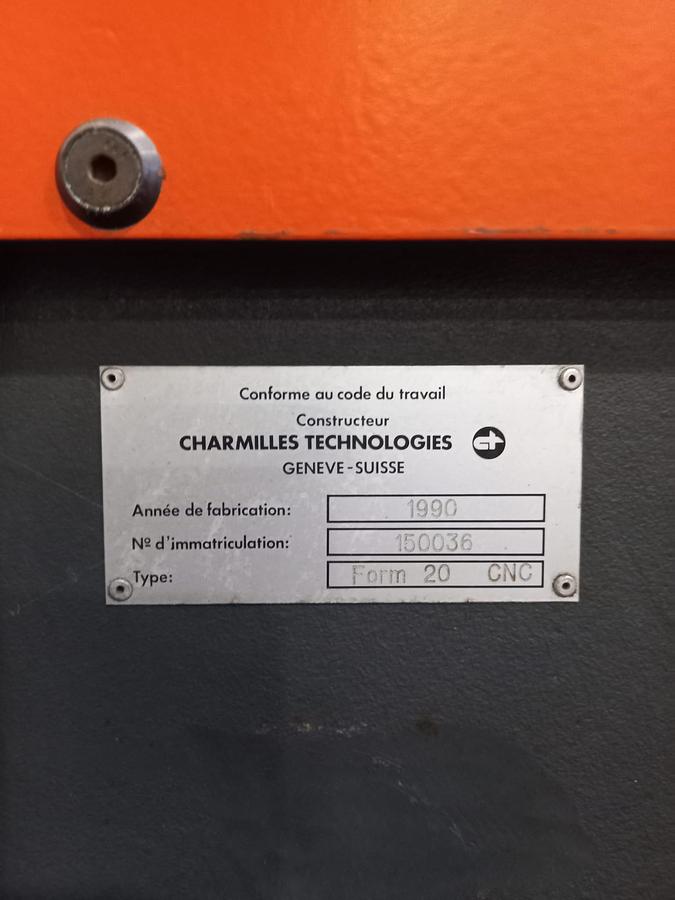 Conforme au code du travail
Constructeur
CHARMILLES TECHNOLOGIES ct
GENEVE-SUISSE
Année de fabrication: 1990
Nº d'immatriculation: 150036
Type: Form 20 CNC